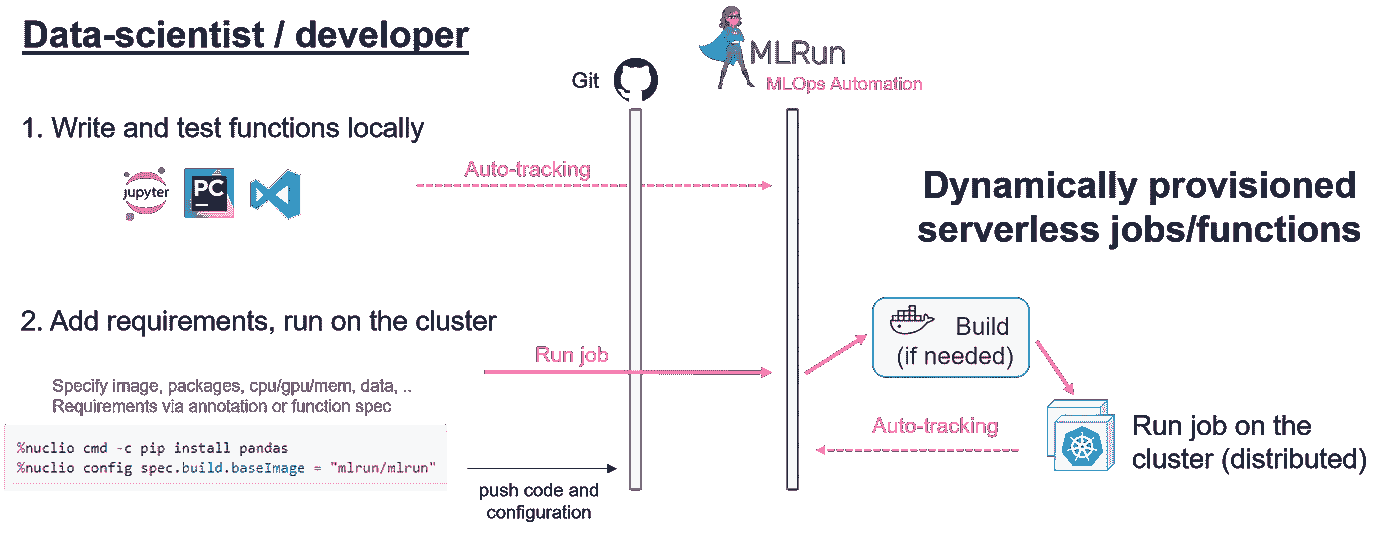 Data-scientist / developer
Git
MLRun
MLOps Automation
1. Write and test functions locally
jupyter
PC
Auto-tracking
Dynamically provisioned
serverless jobs/functions
2. Add requirements, run on the cluster
Run job
Build
(if needed)
Specify image, packages, cpu/gpu/mem, data, ..
Requirements via annotation or function spec
%nuclio cmd -c pip install pandas
%nuclio config spec.build.baseImage = "mlrun/mlrun"
push code and
configuration
Auto-tracking
Run job on the
cluster (distributed)